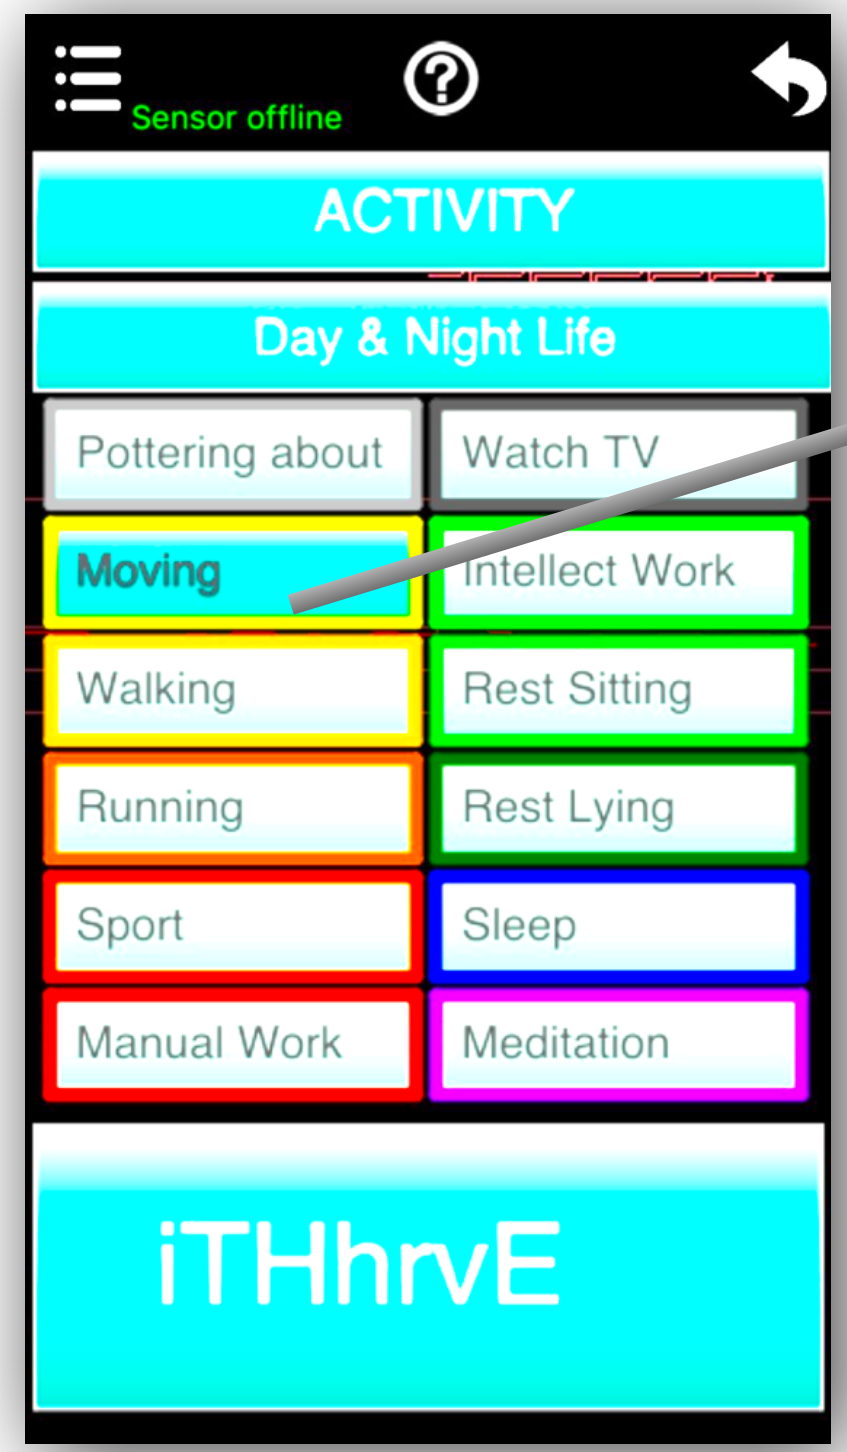 Sensor offline
ACTIVITY
Day & Night Life
Pottering about
Watch TV
Moving
Intellect Work
Walking
Rest Sitting
Running
Rest Lying
Sport
Sleep
Manual Work
Meditation
iTHhrvE